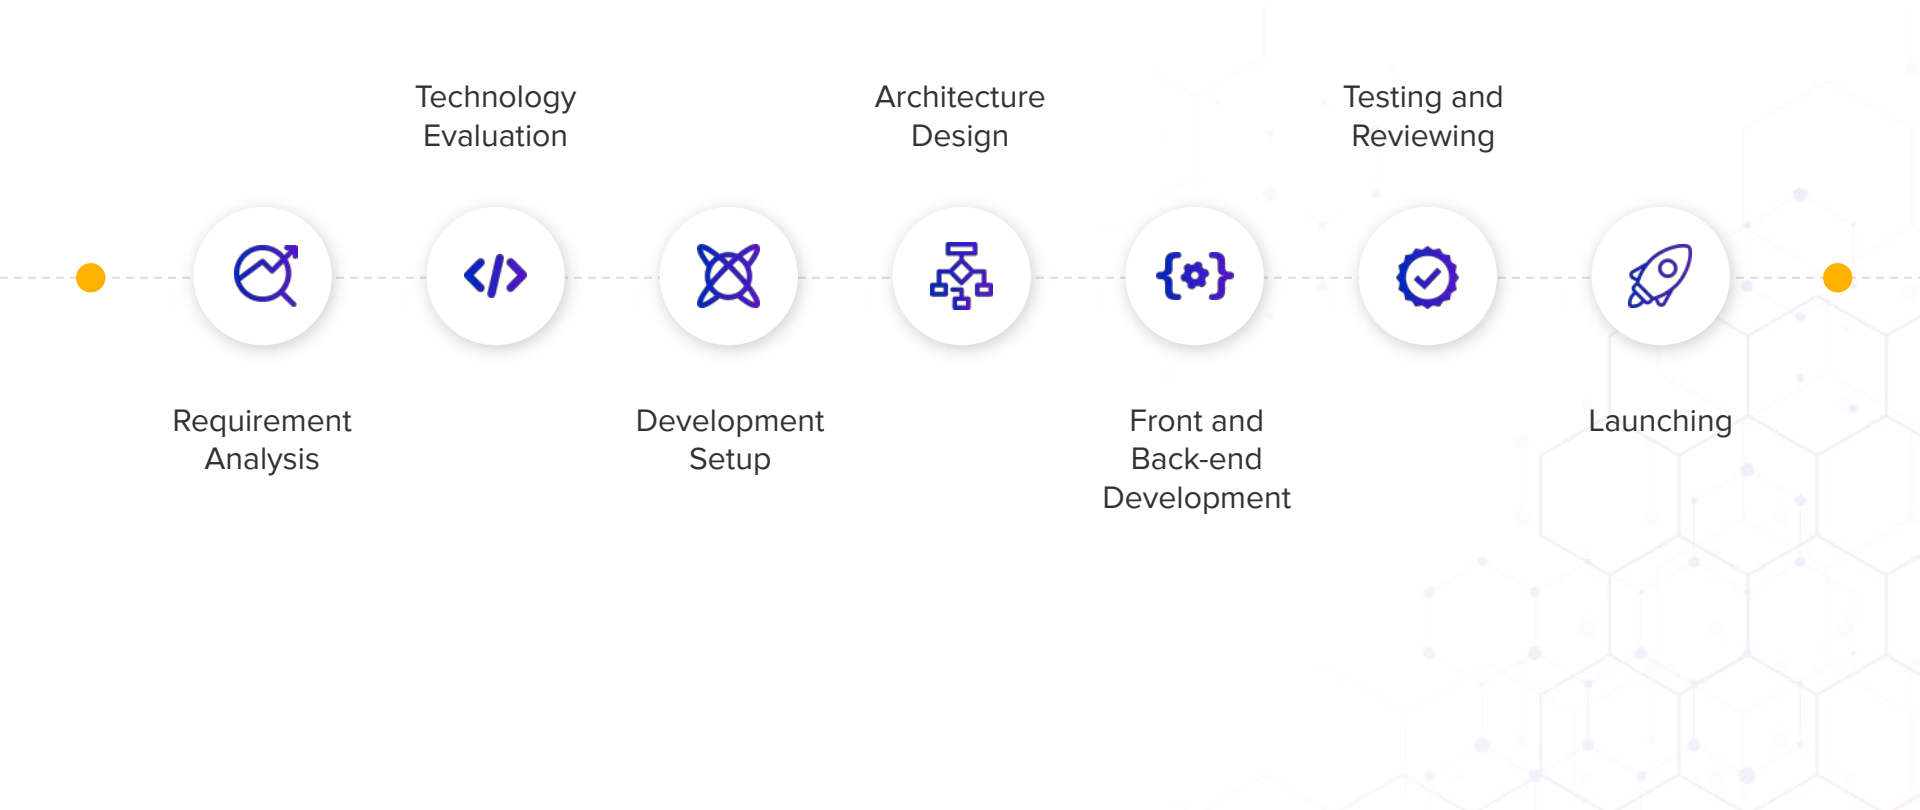 Technology
Evaluation
Architecture
Design
Testing and
Reviewing
Requirement
Analysis
Development
Setup
Front and
Back-end
Development
Launching